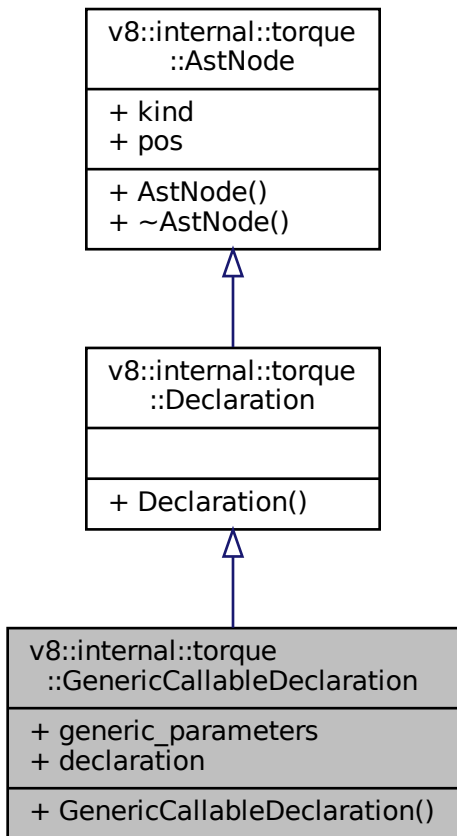 v8::internal::torque
::AstNode
+ kind
+ pos
+ AstNode()
+ ~AstNode()
v8::internal::torque
::Declaration
+ Declaration()
v8::internal::torque
::GenericCallableDeclaration
+ generic_parameters
+ declaration
+ GenericCallableDeclaration()